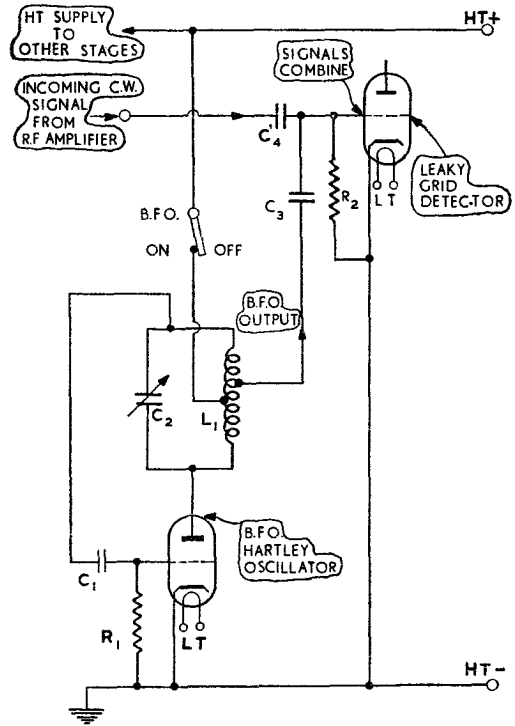 HT SUPPLY
TO
OTHER STAGES
HT+
SIGNALS
COMBINE
INCOMING C.W.
SIGNAL
FROM
R.F AMPLIFIER
C4
C3
R2
L T
LEAKY
GRID
DETECTOR
B.F.O.
ON
OFF
B.F.O.
OUTPUT
C2
L1
B.F.O.
HARTLEY
OSCILLATOR
C1
R1
LT
HT-